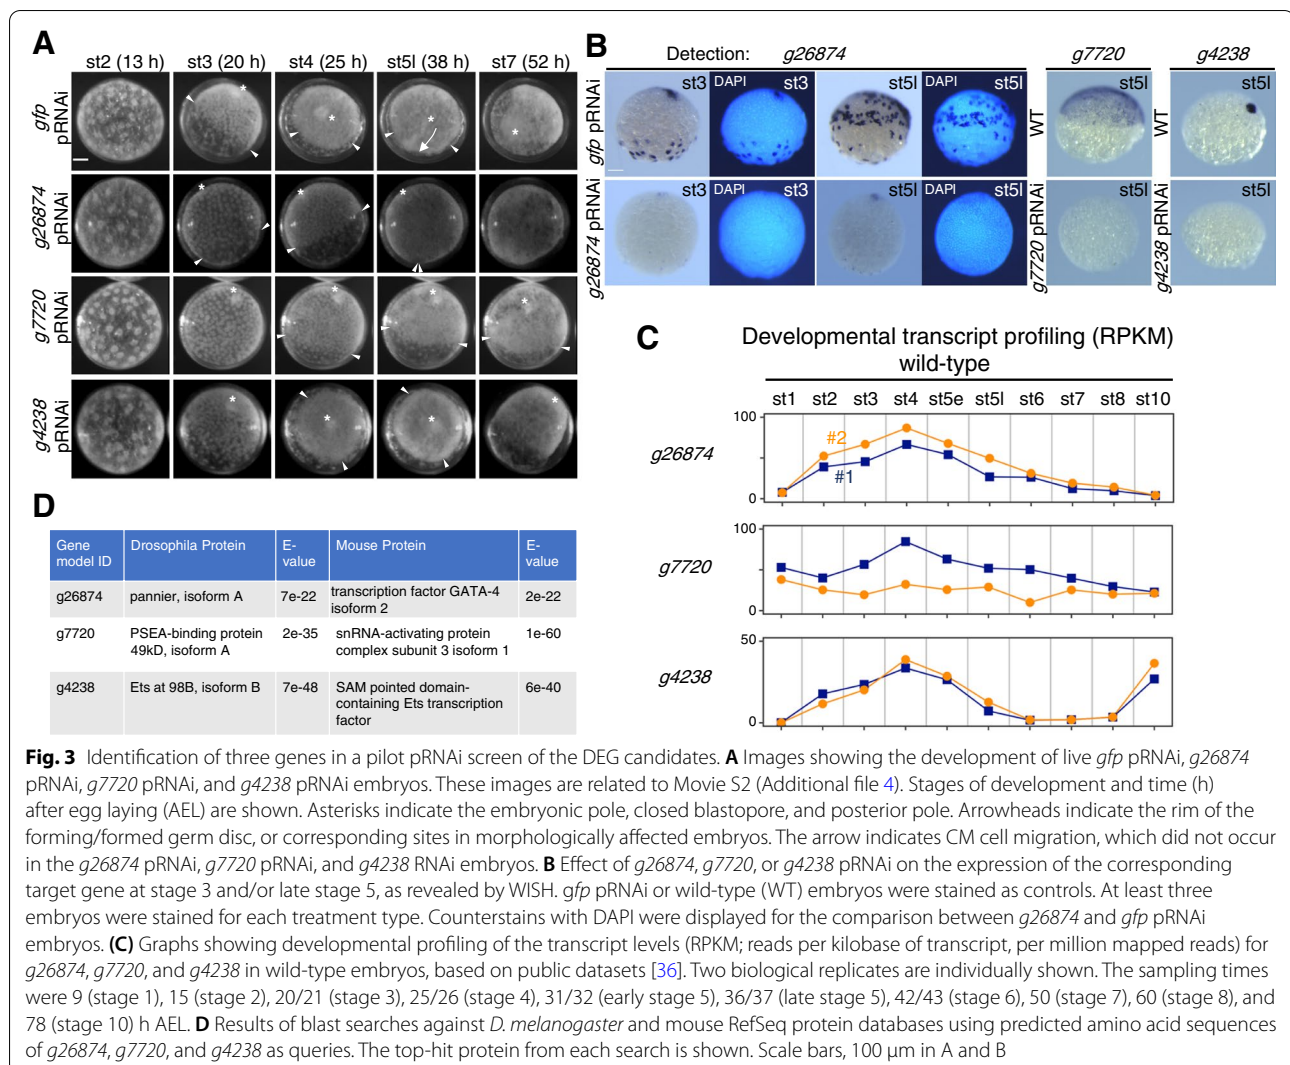 A
st2 (13 h) st3 (20 h) st4 (25 h) st5l (38 h) st7 (52 h)
gfp
pRNAi
g26874
pRNAi
g7720
pRNAi
g4238
pRNAi
B
Detection: g26874 g7720 g4238
gfp pRNAi
st3
DAPI st3
st5l
DAPI st5l
WT
st5l
WT
st5l
g26874 pRNAi
st3
DAPI st3
st5l
DAPI st5l
g7720 pRNAi
st5l
g4238 pRNAi
st5l
C
Developmental transcript profiling (RPKM)
wild-type
st1 st2 st3 st4 st5e st5l st6 st7 st8 st10
g26874
100
0
#2
#1
g7720
100
0
g4238
50
0
D
Gene model ID Drosophila Protein E-value Mouse Protein E-value
g26874 pannier, isoform A 7e-22 transcription factor GATA-4 isoform 2 2e-22
g7720 PSEA-binding protein 49kD, isoform A 2e-35 snRNA-activating protein complex subunit 3 isoform 1 1e-60
g4238 Ets at 98B, isoform B 7e-48 SAM pointed domain-containing Ets transcription factor 6e-40
Fig. 3 Identification of three genes in a pilot pRNAi screen of the DEG candidates. A Images showing the development of live gfp pRNAi, g26874
pRNAi, g7720 pRNAi, and g4238 pRNAi embryos. These images are related to Movie S2 (Additional file 4). Stages of development and time (h)
after egg laying (AEL) are shown. Asterisks indicate the embryonic pole, closed blastopore, and posterior pole. Arrowheads indicate the rim of the
forming/formed germ disc, or corresponding sites in morphologically affected embryos. The arrow indicates CM cell migration, which did not occur
in the g26874 pRNAi, g7720 pRNAi, and g4238 RNAi embryos. B Effect of g26874, g7720, or g4238 pRNAi on the expression of the corresponding
target gene at stage 3 and/or late stage 5, as revealed by WISH. gfp pRNAi or wild-type (WT) embryos were stained as controls. At least three
embryos were stained for each treatment type. Counterstains with DAPI were displayed for the comparison between g26874 and gfp pRNAi
embryos. (C) Graphs showing developmental profiling of the transcript levels (RPKM; reads per kilobase of transcript, per million mapped reads) for
g26874, g7720, and g4238 in wild-type embryos, based on public datasets [36]. Two biological replicates are individually shown. The sampling times
were 9 (stage 1), 15 (stage 2), 20/21 (stage 3), 25/26 (stage 4), 31/32 (early stage 5), 36/37 (late stage 5), 42/43 (stage 6), 50 (stage 7), 60 (stage 8), and
78 (stage 10) h AEL. D Results of blast searches against D. melanogaster and mouse RefSeq protein databases using predicted amino acid sequences
of g26874, g7720, and g4238 as queries. The top-hit protein from each search is shown. Scale bars, 100 μm in A and B